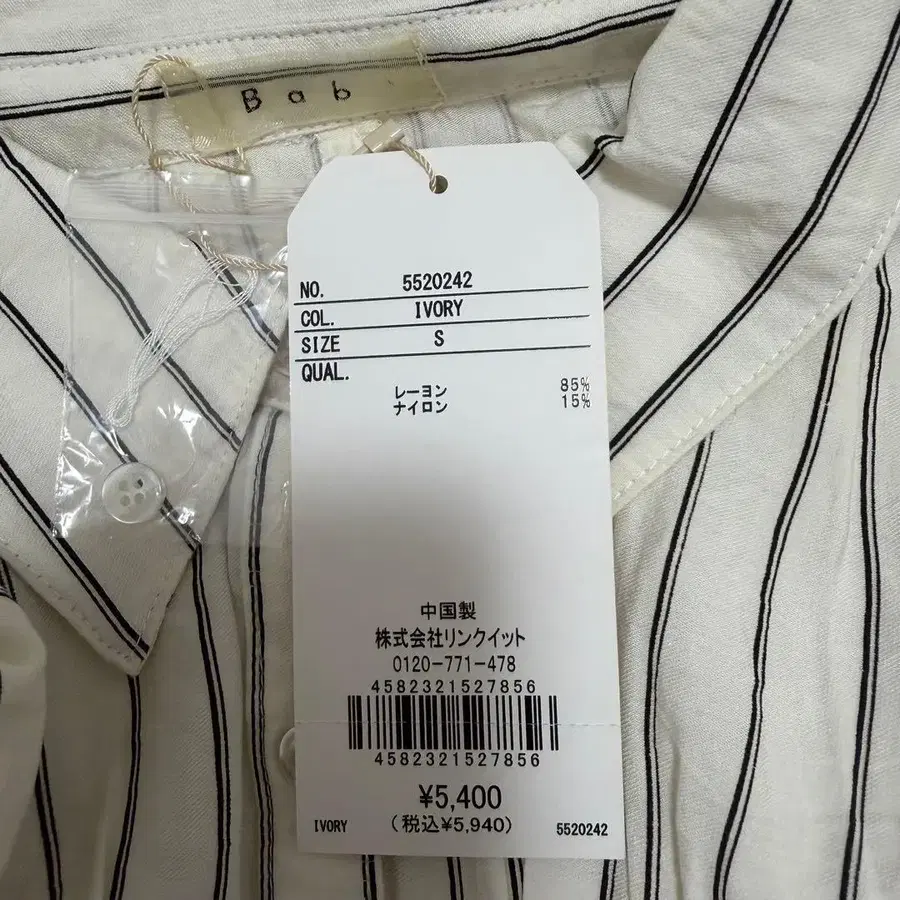 Bab
NO. 5520242
COL. IVORY
SIZE S
QUAL.
レーヨン 85%
ナイロン 15%
中国製
株式会社リンクイット
0120-771-478
4582321527856
4582321527856
¥5,400
IVORY (税込¥5,940) 5520242